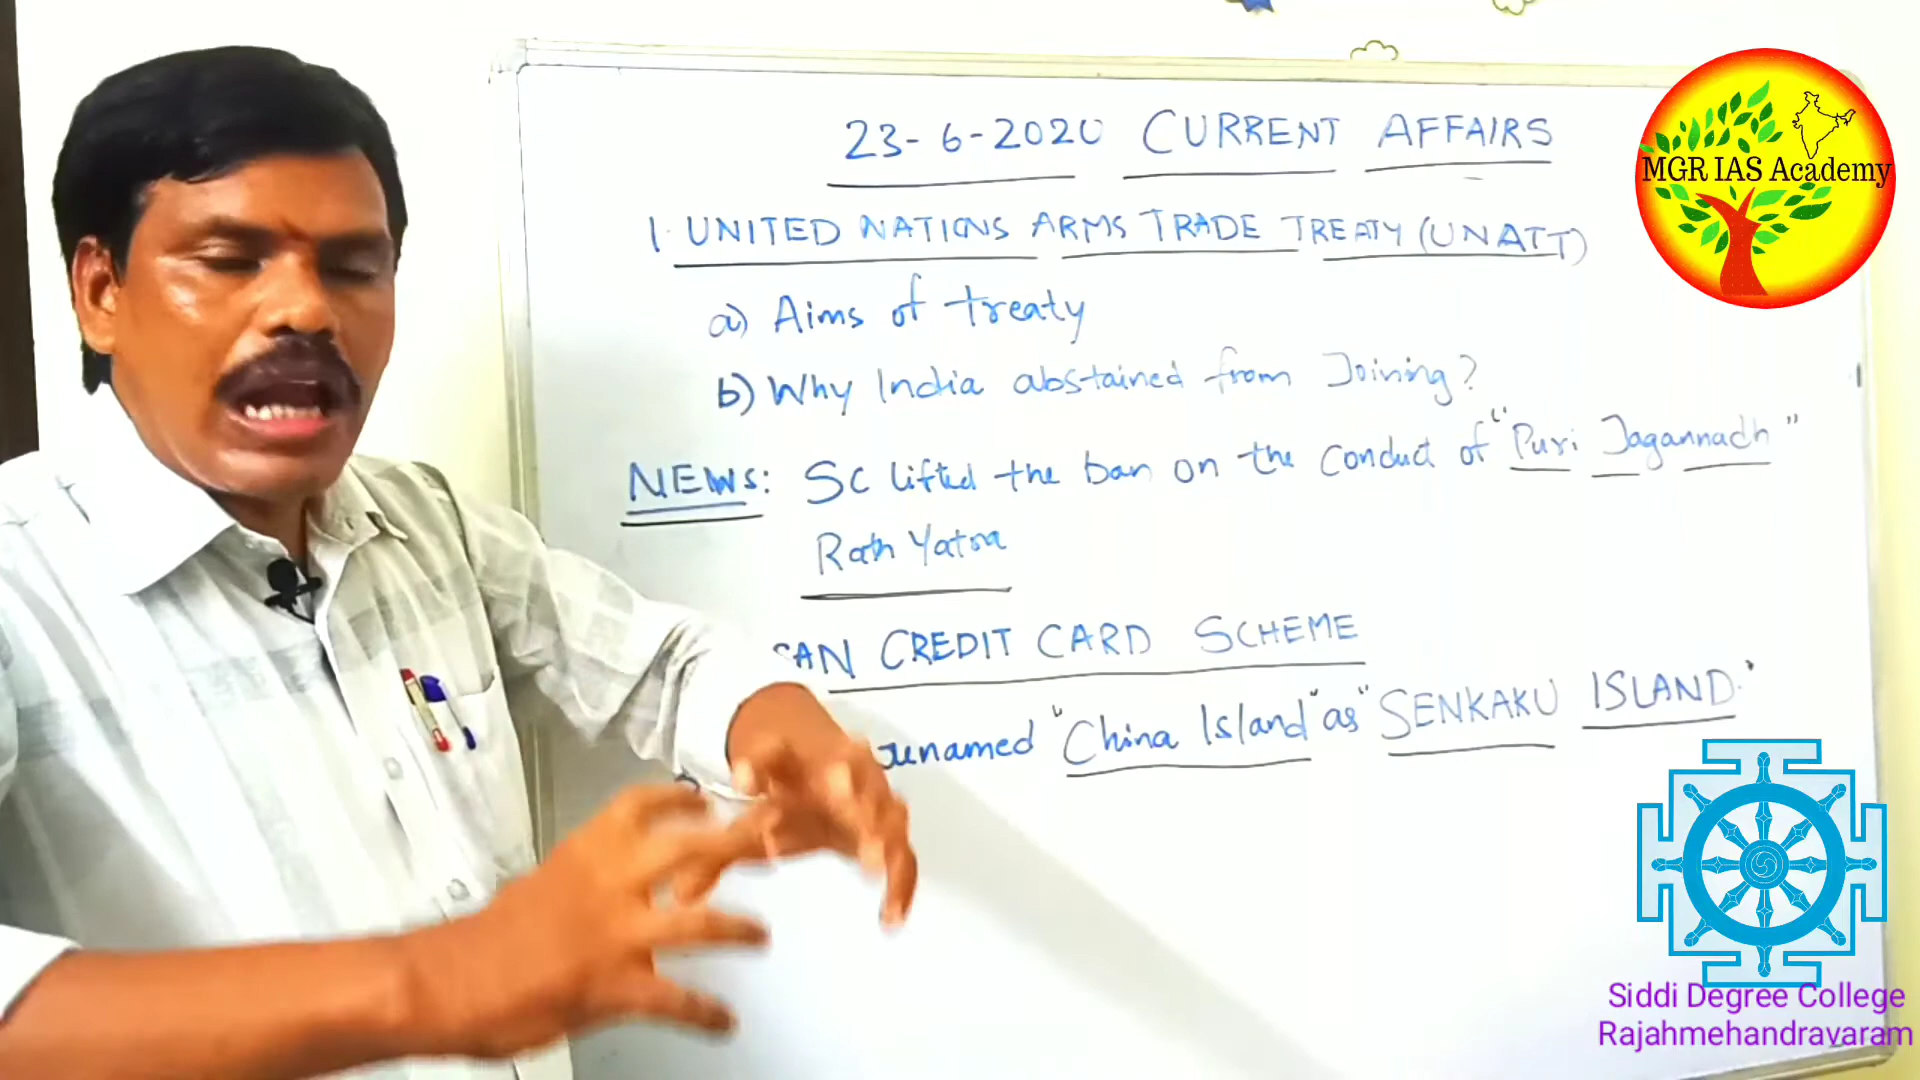 23-6-2020 CURRENT AFFAIRS
1. UNITED NATIONS ARMS TRADE TREATY (UNATT)
a) Aims of treaty
b) Why India abstained from Joining?
NEWS: SC lifted the ban on the conduct of "Puri Jagannadh"
Rath Yatra
SAN CREDIT CARD SCHEME
renamed "China Island" as "SENKAKU ISLAND."
MGR IAS Academy
Siddi Degree College
Rajahmehandravaram